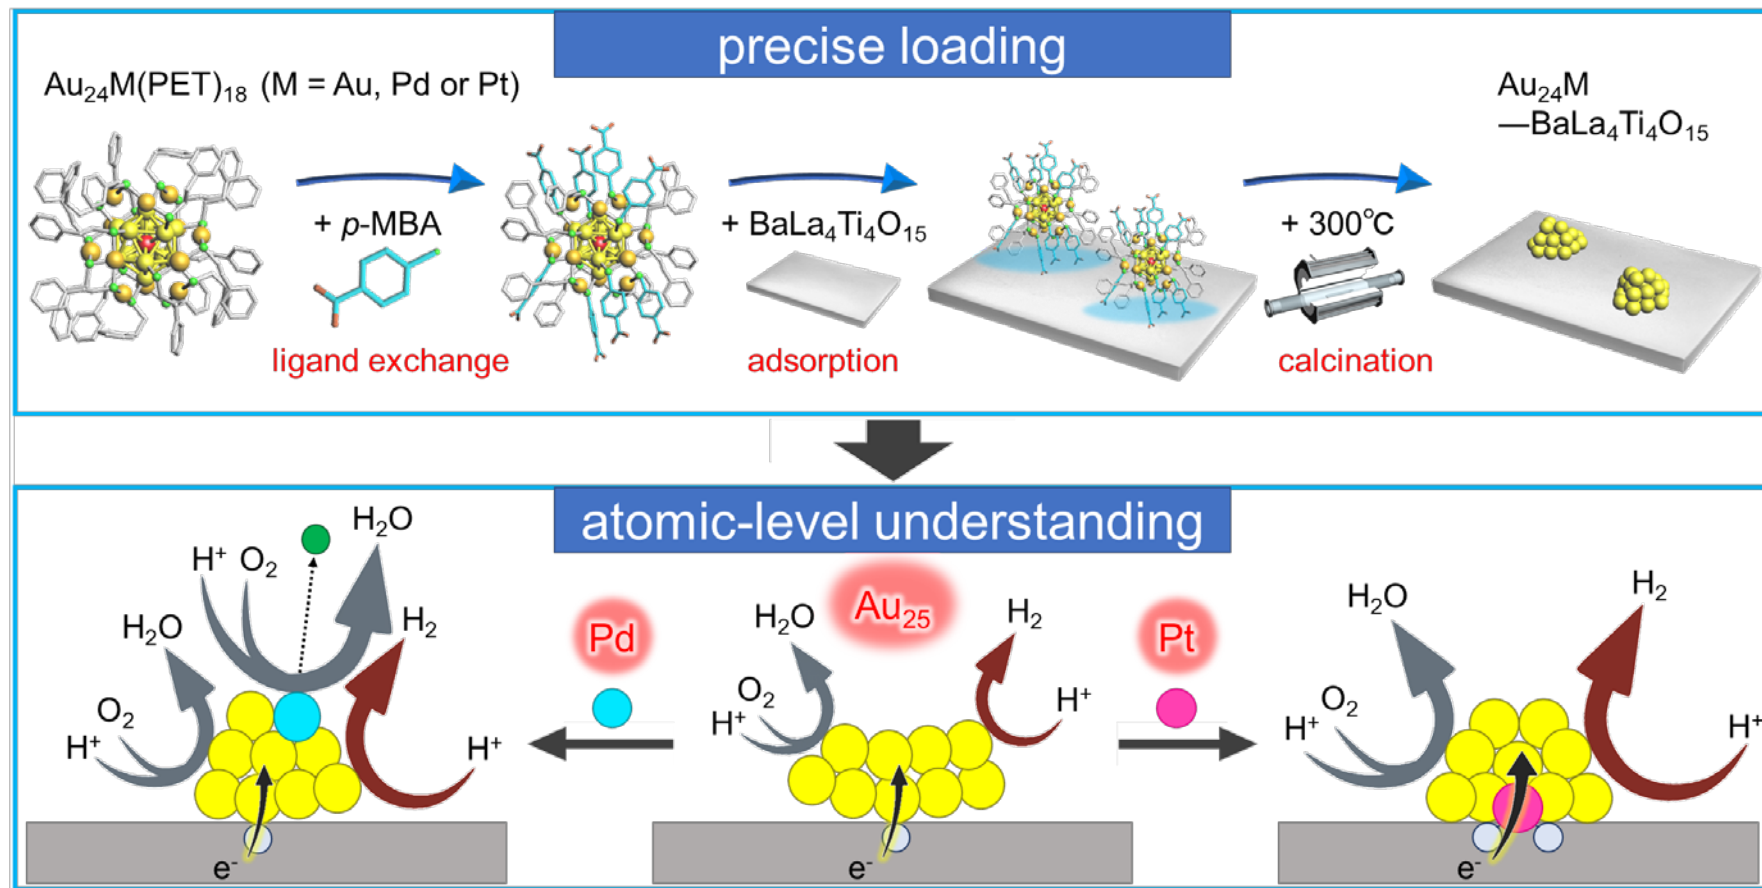 precise loading
Au₂₄M(PET)₁₈ (M = Au, Pd or Pt)
+ p-MBA
ligand exchange
+ BaLa₄Ti₄O₁₅
adsorption
+ 300℃
calcination
Au₂₄M
—BaLa₄Ti₄O₁₅
atomic-level understanding
H₂O
H⁺ O₂
H₂O
H₂
O₂
H⁺
H⁺
e⁻
Pd
Au₂₅
H₂O
H₂
O₂
H⁺
H⁺
e⁻
Pt
H₂O
H₂
O₂
H⁺
H⁺
e⁻